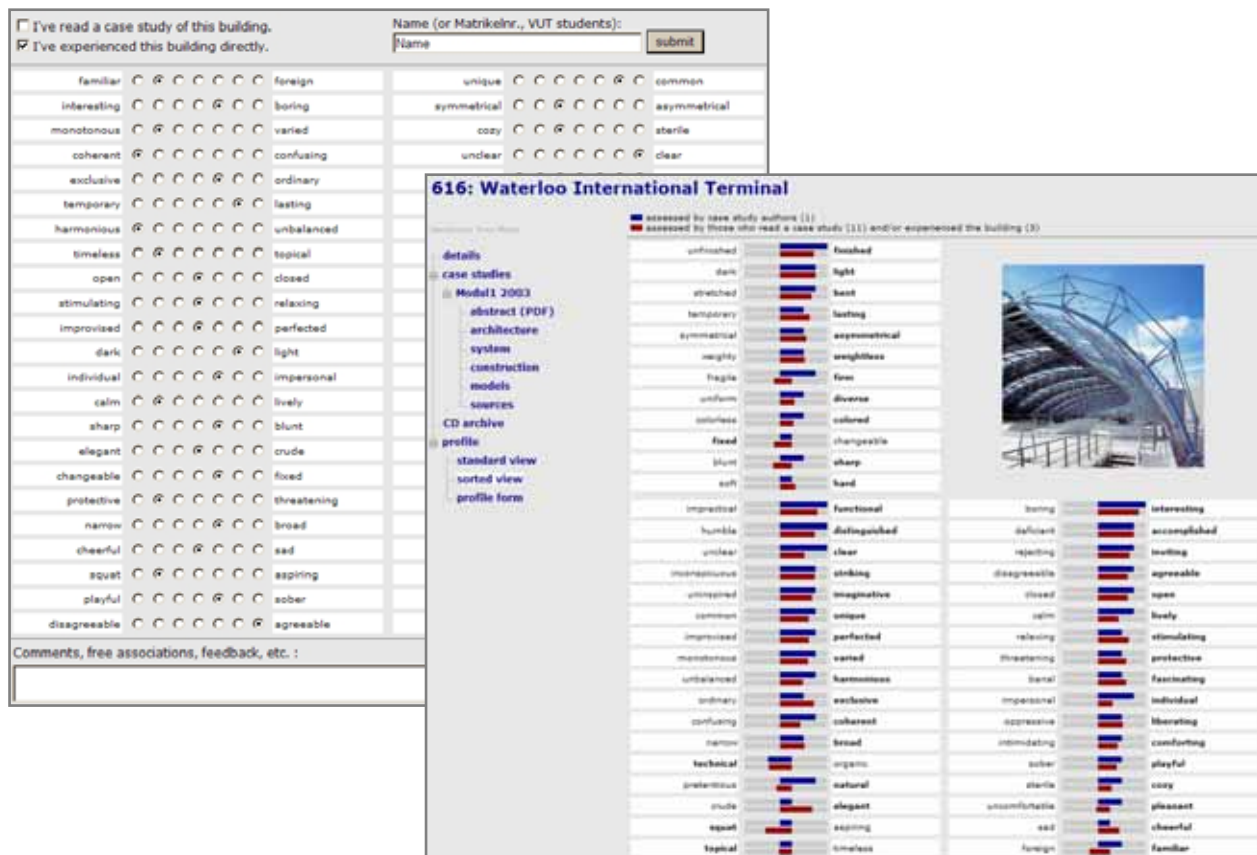 I've read a case study of this building.
I've experienced this building directly.
Name (or Matrikelnr., VUT students):
Name
submit
familiar foreign
interesting boring
monotonous varied
coherent confusing
exclusive ordinary
temporary lasting
harmonious unbalanced
timeless topical
open closed
stimulating relaxing
improvised perfected
dark light
individual impersonal
calm lively
sharp blunt
elegant crude
changeable fixed
protective threatening
narrow broad
cheerful sad
squat aspiring
playful sober
disagreeable agreeable
unique common
symmetrical asymmetrical
cozy sterile
unclear clear
Comments, free associations, feedback, etc. :
616: Waterloo International Terminal
assessed by case study authors (1)
assessed by those who read a case study (11) and/or experienced the building (3)
details
case studies
Modul1 2003
abstract (PDF)
architecture
system
construction
models
sources
CD archive
profile
standard view
sorted view
profile form
unfinished finished
dark light
stretched bent
temporary lasting
symmetrical asymmetrical
weighty weightless
fragile firm
uniform diverse
colorless colored
fixed changeable
blunt sharp
soft hard
impractical functional
humble distinguished
unclear clear
inconspicuous striking
uninspired imaginative
common unique
improvised perfected
monotonous varied
unbalanced harmonious
ordinary exclusive
confusing coherent
narrow broad
technical organic
pretentious natural
crude elegant
squat aspiring
topical timeless
boring interesting
deficient accomplished
rejecting inviting
disagreeable agreeable
closed open
calm lively
relaxing stimulating
threatening protective
banal fascinating
impersonal individual
oppressive liberating
intimidating comforting
sober playful
sterile cozy
uncomfortable pleasant
sad cheerful
foreign familiar